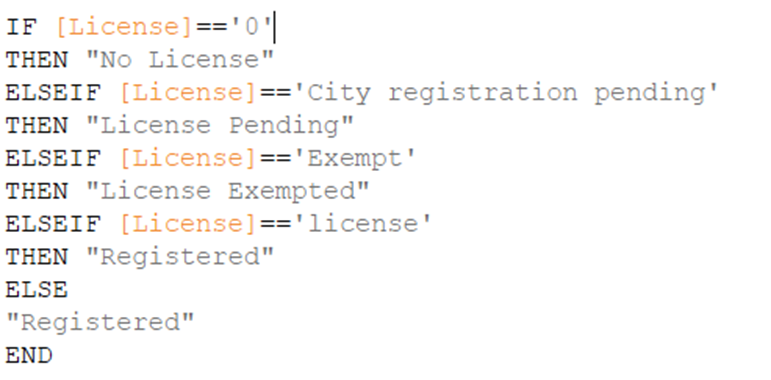 IF [License]=='0'
THEN "No License"
ELSEIF [License]=='City registration pending'
THEN "License Pending"
ELSEIF [License]=='Exempt'
THEN "License Exempted"
ELSEIF [License]=='license'
THEN "Registered"
ELSE
"Registered"
END